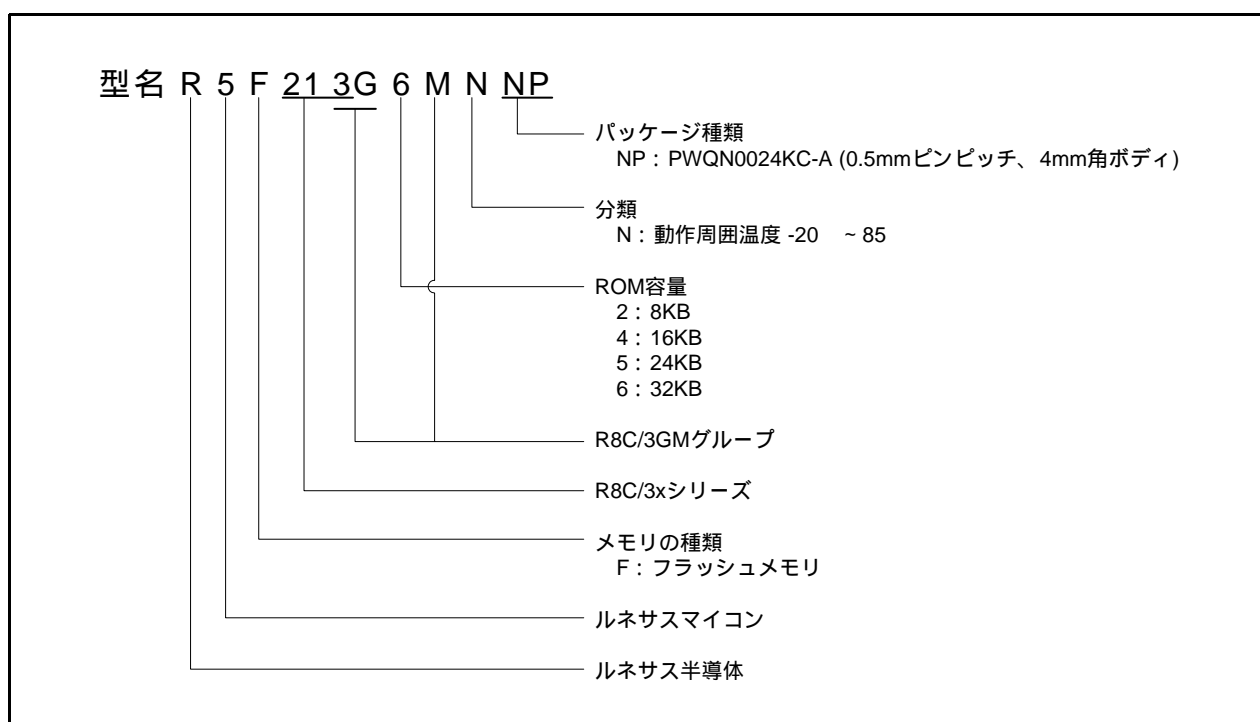 型名 R 5 F 21 3G 6 M N NP
パッケージ種類
NP : PWQN0024KC-A (0.5mmピンピッチ、4mm角ボディ)
分類
N : 動作周囲温度 -20 ~ 85
ROM容量
2 : 8KB
4 : 16KB
5 : 24KB
6 : 32KB
R8C/3GMグループ
R8C/3xシリーズ
メモリの種類
F : フラッシュメモリ
ルネサスマイコン
ルネサス半導体